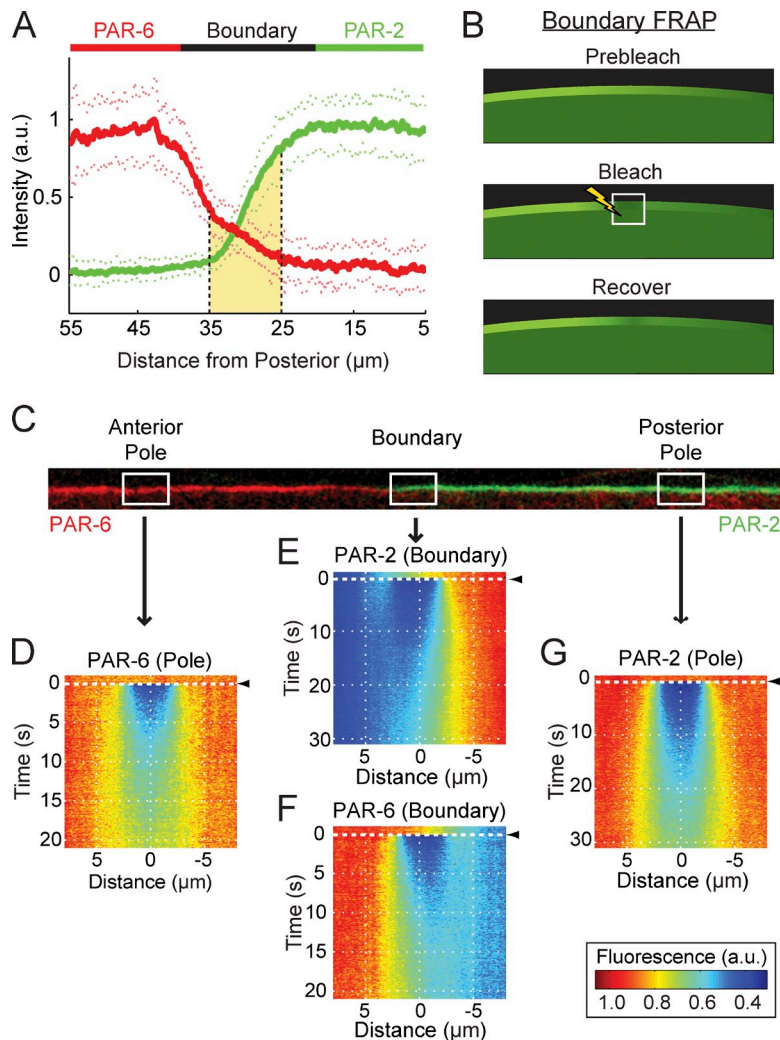 A
PAR-6 Boundary PAR-2
Intensity (a.u.)
1
0.5
0
55 45 35 25 15 5
Distance from Posterior (µm)
B
Boundary FRAP
Prebleach
Bleach
Recover
C
Anterior
Pole
Boundary
Posterior
Pole
PAR-6 PAR-2
D
PAR-6 (Pole)
Time (s)
0
5
10
15
20
5 0 -5
Distance (µm)
E
PAR-2 (Boundary)
Time (s)
0
10
20
30
5 0 -5
Distance (µm)
F
PAR-6 (Boundary)
Time (s)
0
5
10
15
20
5 0 -5
Distance (µm)
G
PAR-2 (Pole)
Time (s)
0
10
20
30
5 0 -5
Distance (µm)
Fluorescence (a.u.)
1.0 0.8 0.6 0.4